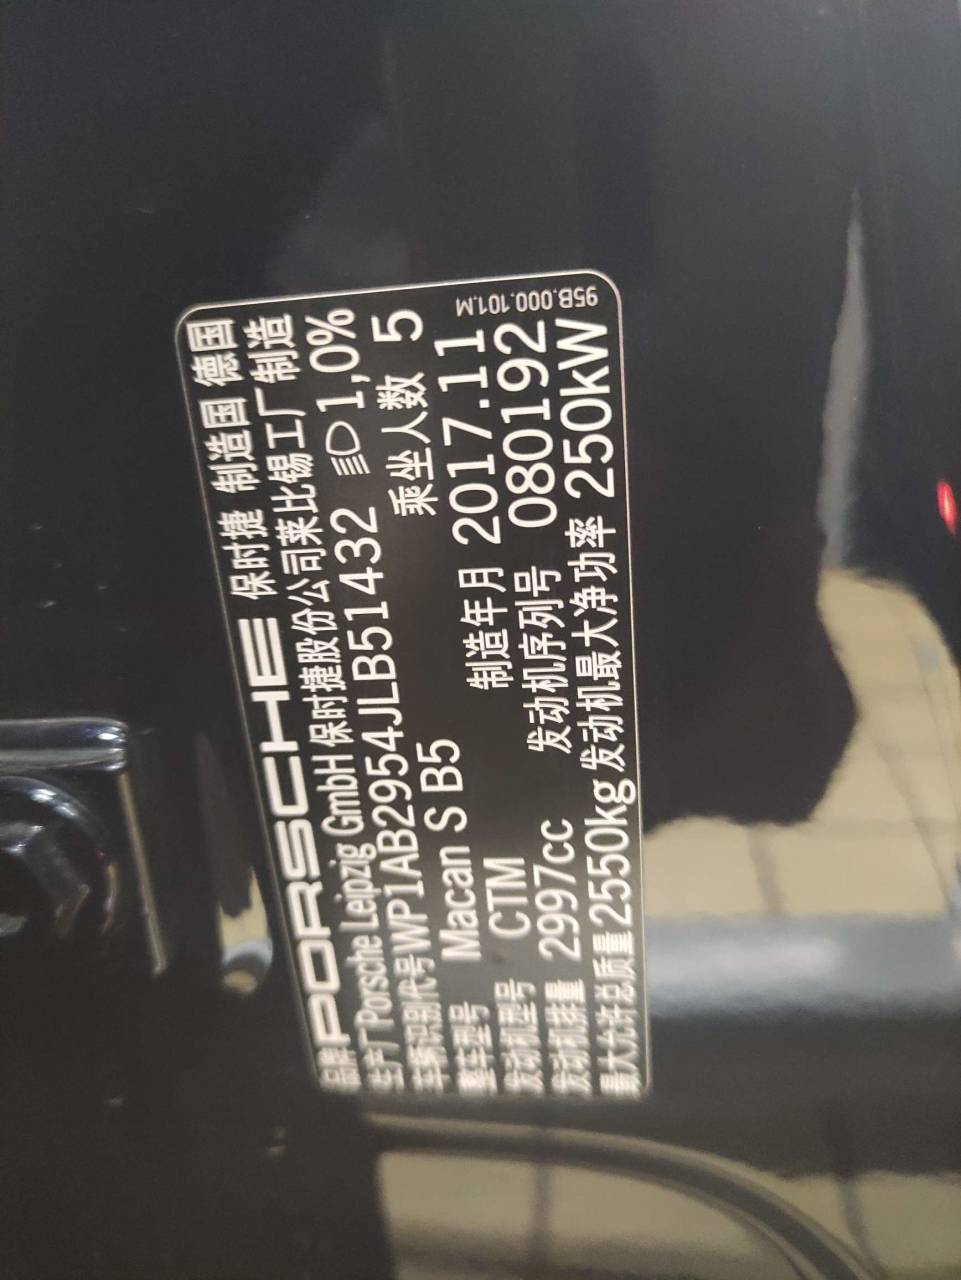 品牌 PORSCHE 保时捷 制造国 德国
生产厂 Porsche Leipzig GmbH 保时捷股份公司莱比锡工厂制造
车辆识别代号 WP1AB2954JLB51432 1,0%
整车型号 Macan S B5 乘坐人数 5
发动机型号 CTM 制造年月 2017.11
发动机排量 2997cc 发动机序列号 080192
最大允许总质量 2550kg 发动机最大净功率 250kW
95B.000.101.M